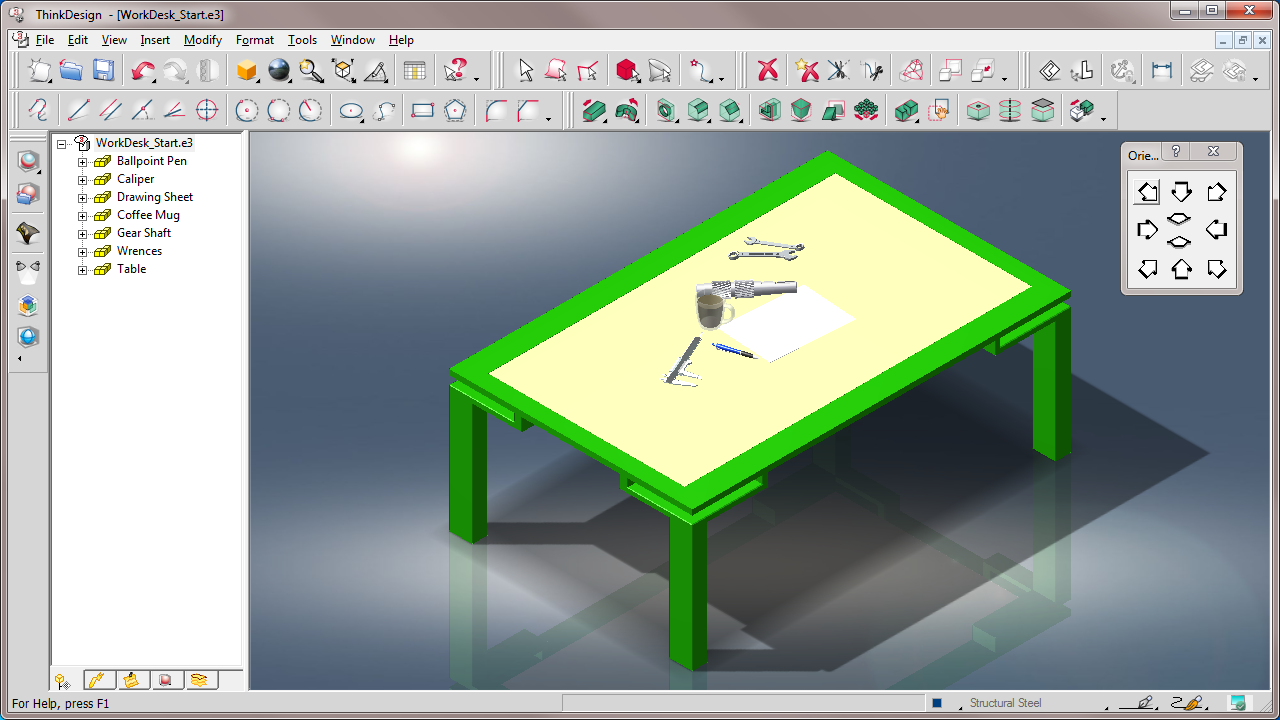 ThinkDesign - [WorkDesk_Start.e3]
File Edit View Insert Modify Format Tools Window Help
WorkDesk_Start.e3
Ballpoint Pen
Caliper
Drawing Sheet
Coffee Mug
Gear Shaft
Wrences
Table
Orie...
For Help, press F1
Structural Steel